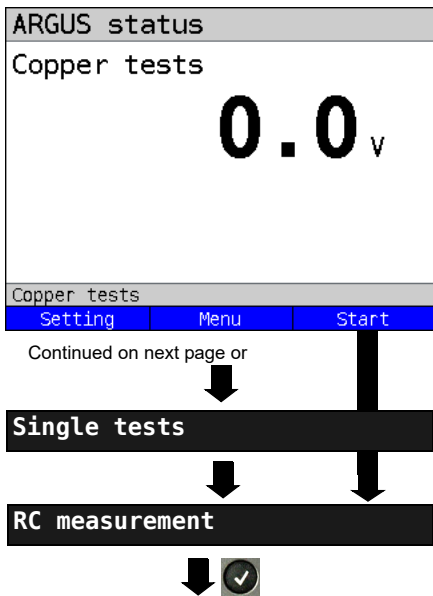 ARGUS status
Copper tests
0.0 V
Copper tests
Setting Menu Start
Continued on next page or
Single tests
RC measurement